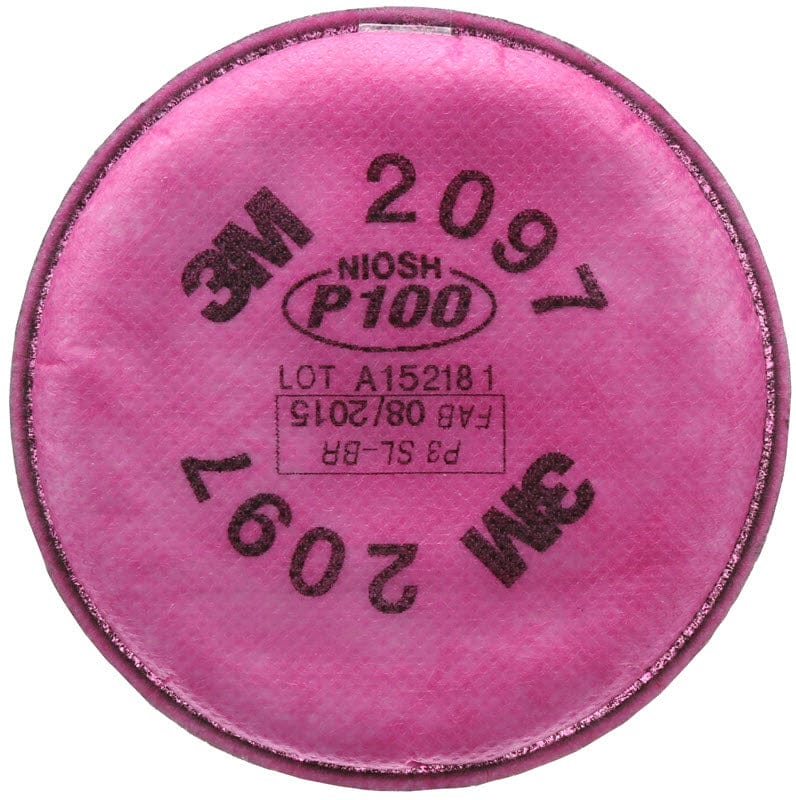 3M 2097
NIOSH
P100
LOT A152181
FAB 08/2015
P3 SL-BR
3M 2097